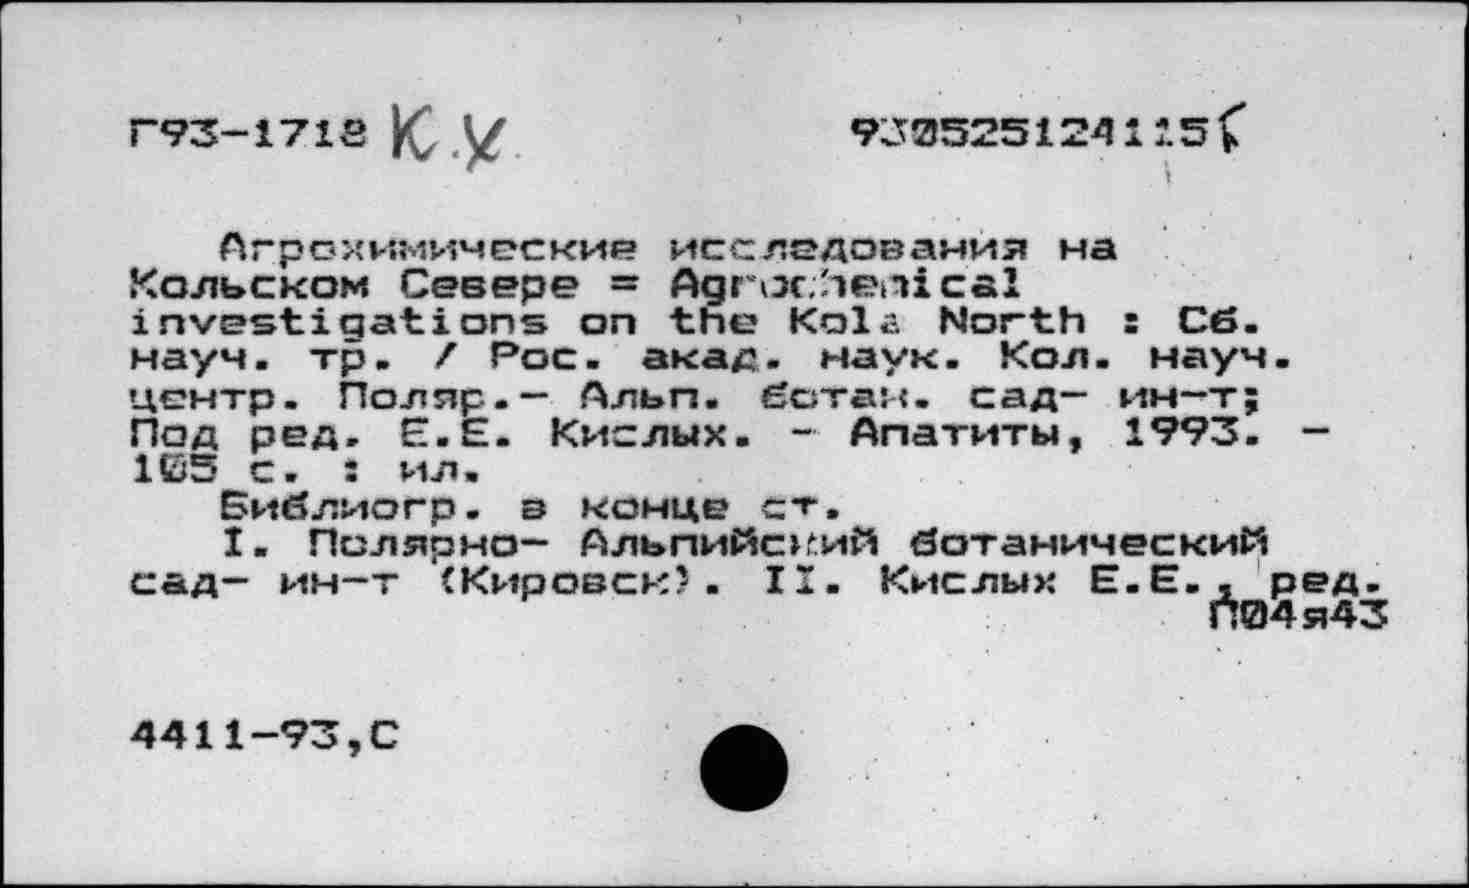 Г93-1718 К.Х
930525124115
Агрохимические исследования на
Кольском Севере = Agrochemical
investigations on the Kola North : Сб.
науч. тр. / Рос. акад. наук. Кол. науч.
центр. Поляр.- Альп. ботан. сад- ин-т;
Под ред. Е.Е. Кислых. - Апатиты, 1993. -
105 с. : ил.
Библиогр. в конце ст.
I. Полярно- Альпийский ботанический
сад- ин-т (Кировск). II. Кислых Е.Е., ред.
П04я43
4411-93,С